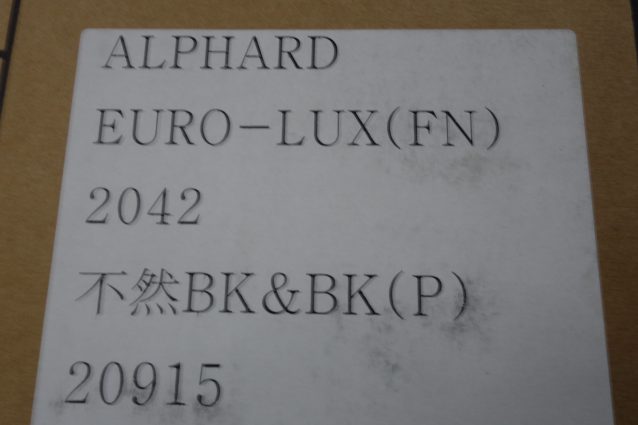 ALPHARD
EURO-LUX(FN)
2042
不然BK&BK(P)
20915